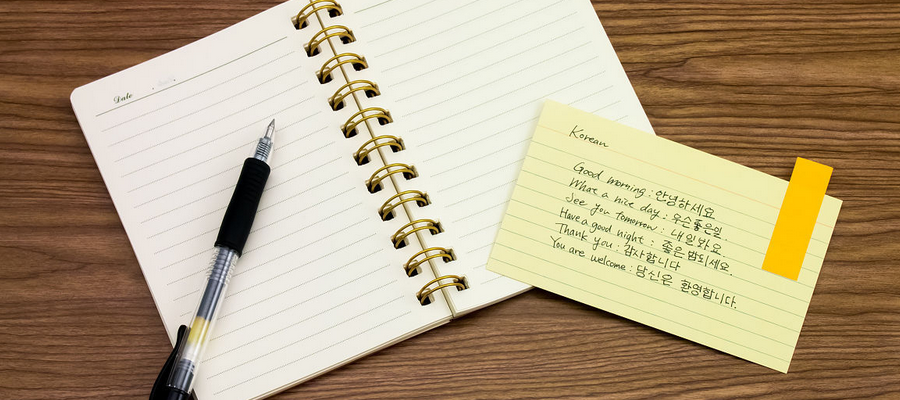 Date
Korean
Good morning : 안녕하세요
What a nice day : 우슨좋은일.
See you tomorrow : 내일봐요.
Have a good night : 좋은밤되세요.
Thank you : 감사합니다
You are welcome : 당신은 환영합니다.